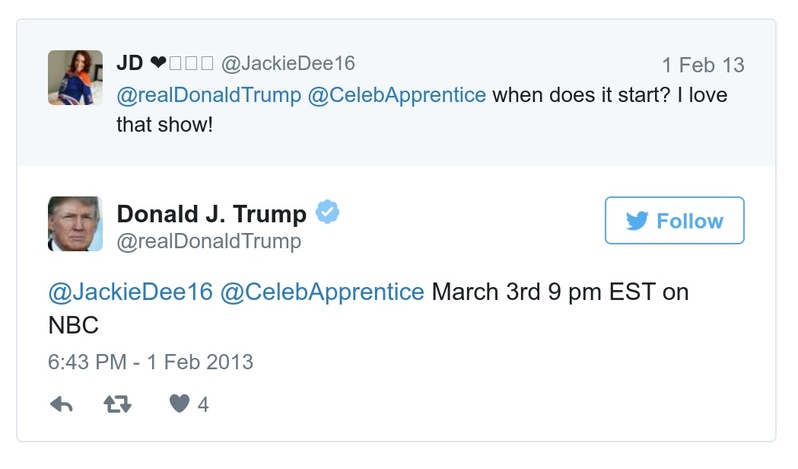 JD ❤□□□ @JackieDee16 1 Feb 13
@realDonaldTrump @CelebApprentice when does it start? I love
that show!
Donald J. Trump
@realDonaldTrump
Follow
@JackieDee16 @CelebApprentice March 3rd 9 pm EST on
NBC
6:43 PM - 1 Feb 2013
4